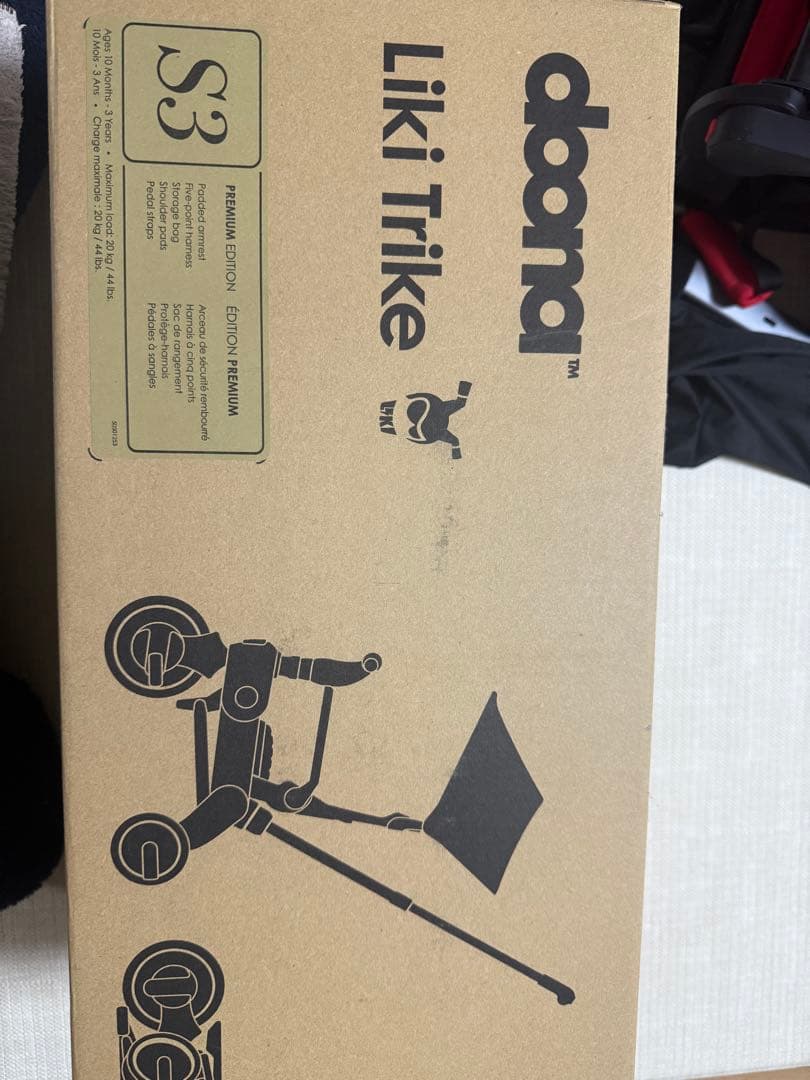 doona™
Liki Trike
LIKI
S3
PREMIUM EDITION
Padded armrest
Five-point harness
Storage bag
Shoulder pads
Pedal straps
ÉDITION PREMIUM
Arceau de sécurité rembourré
Harnais à cinq points
Sac de rangement
Protège-harnais
Pédales à sangles
Ages 10 Months - 3 Years • Maximum load: 20 kg / 44 lbs.
10 Mois - 3 Ans • Charge maximale : 20 kg / 44 lbs.